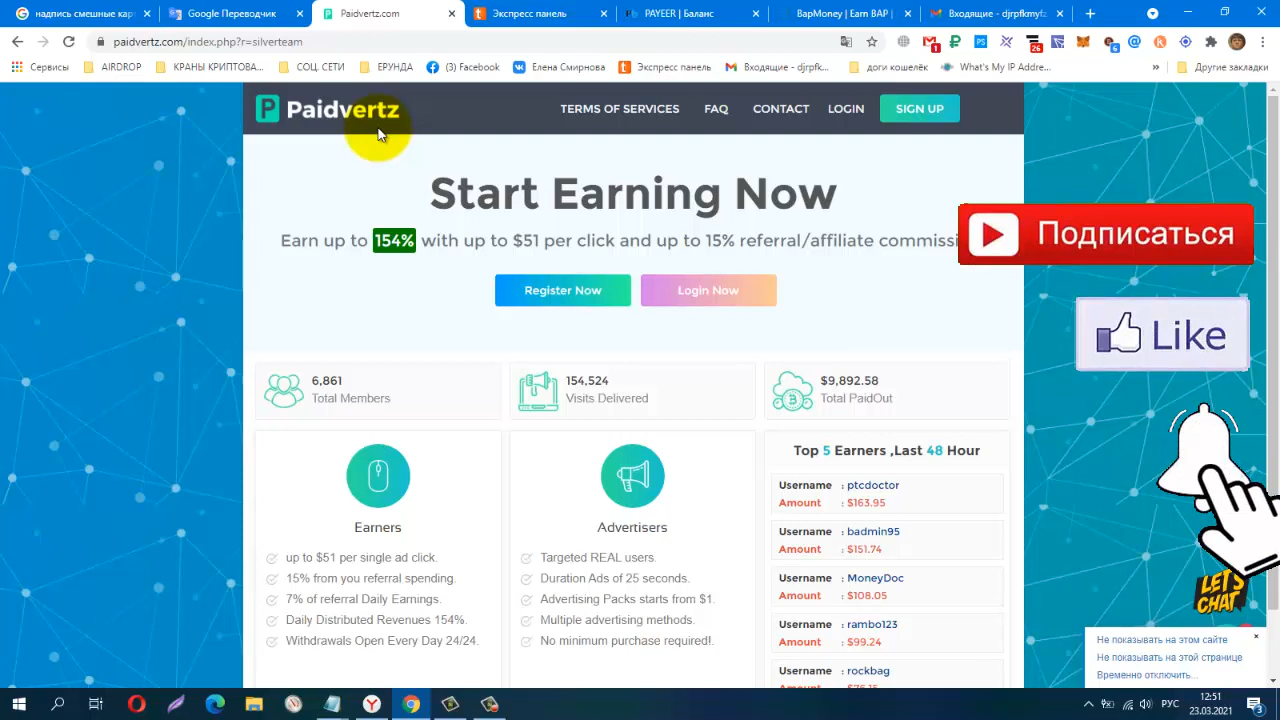 надпись смешные кар
Google Переводчик
Paidvertz.com
Экспресс панель
PAYEER | Баланс
BapMoney | Earn BAP
Входящие - djrpfkmyfz
paidvertz.com/index.php?r=silverteam
1
26
6
Сервисы
AIRDROP
КРАНЫ КРИПТОВА...
СОЦ. СЕТИ
ЕРУНДА
(3) Facebook
Елена Смирнова
Экспресс панель
Входящие - djrpfk...
доги кошелёк
What's My IP Addre...
»
Другие закладки
Paidvertz
TERMS OF SERVICES
FAQ
CONTACT
LOGIN
SIGN UP
Start Earning Now
Earn up to 154% with up to $51 per click and up to 15% referral/affiliate commissi
Подписаться
Register Now
Login Now
Like
6,861
Total Members
154,524
Visits Delivered
$9,892.58
Total PaidOut
Earners
up to $51 per single ad click.
15% from you referral spending.
7% of referral Daily Earnings.
Daily Distributed Revenues 154%.
Withdrawals Open Every Day 24/24.
Advertisers
Targeted REAL users.
Duration Ads of 25 seconds.
Advertising Packs starts from $1.
Multiple advertising methods.
No minimum purchase required!.
Top 5 Earners ,Last 48 Hour
Username : ptcdoctor
Amount : $163.95
Username : badmin95
Amount : $151.74
Username : MoneyDoc
Amount : $108.05
Username : rambo123
Amount : $99.24
Username : rockbag
LET'S CHAT
Не показывать на этом сайте
Не показывать на этой странице
Временно отключить...
РУС
12:51
23.03.2021
3